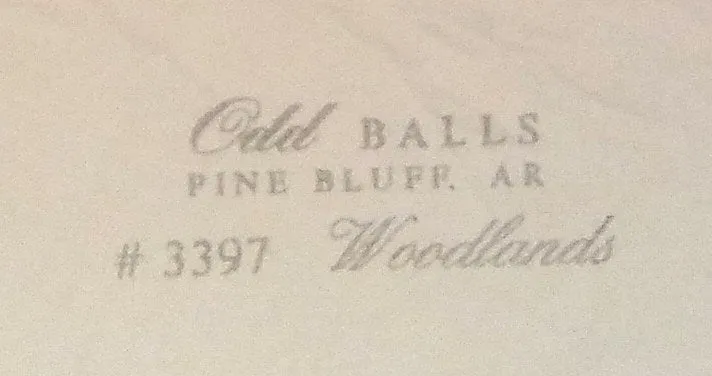 Odd BALLS
PINE BLUFF, AR
# 3397 Woodlands